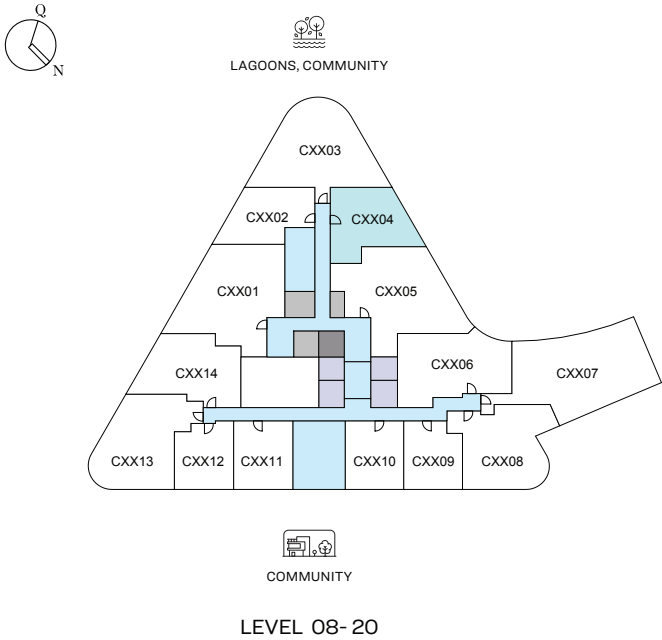 Q
N
LAGOONS, COMMUNITY
CXX03
CXX02
CXX04
CXX01
CXX05
CXX14
CXX06
CXX07
CXX13
CXX12
CXX11
CXX10
CXX09
CXX08
COMMUNITY
LEVEL 08-20